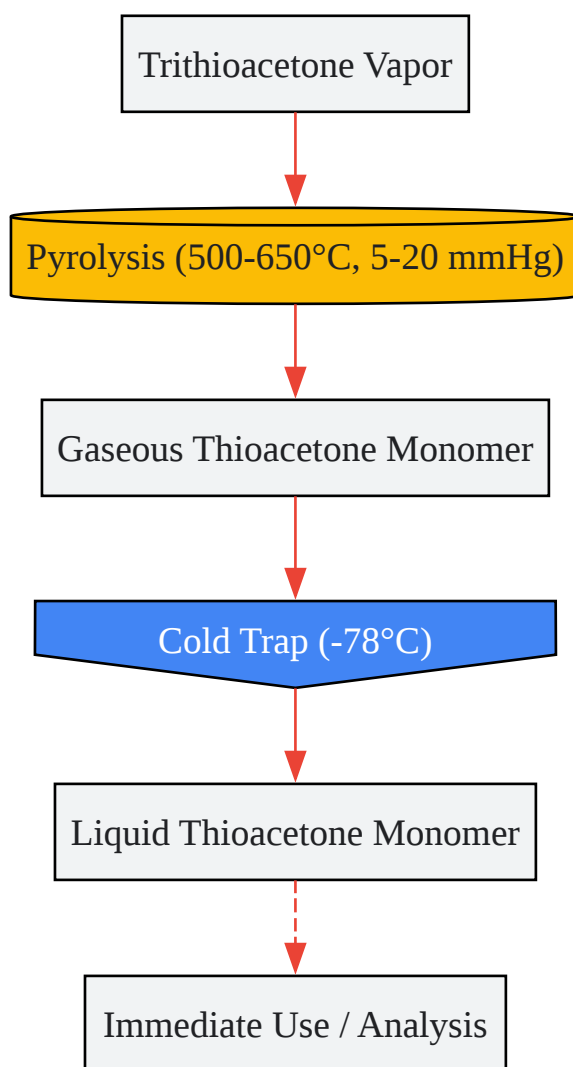 Trithioacetone Vapor
Pyrolysis (500-650°C, 5-20 mmHg)
Gaseous Thioacetone Monomer
Cold Trap (-78°C)
Liquid Thioacetone Monomer
Immediate Use / Analysis